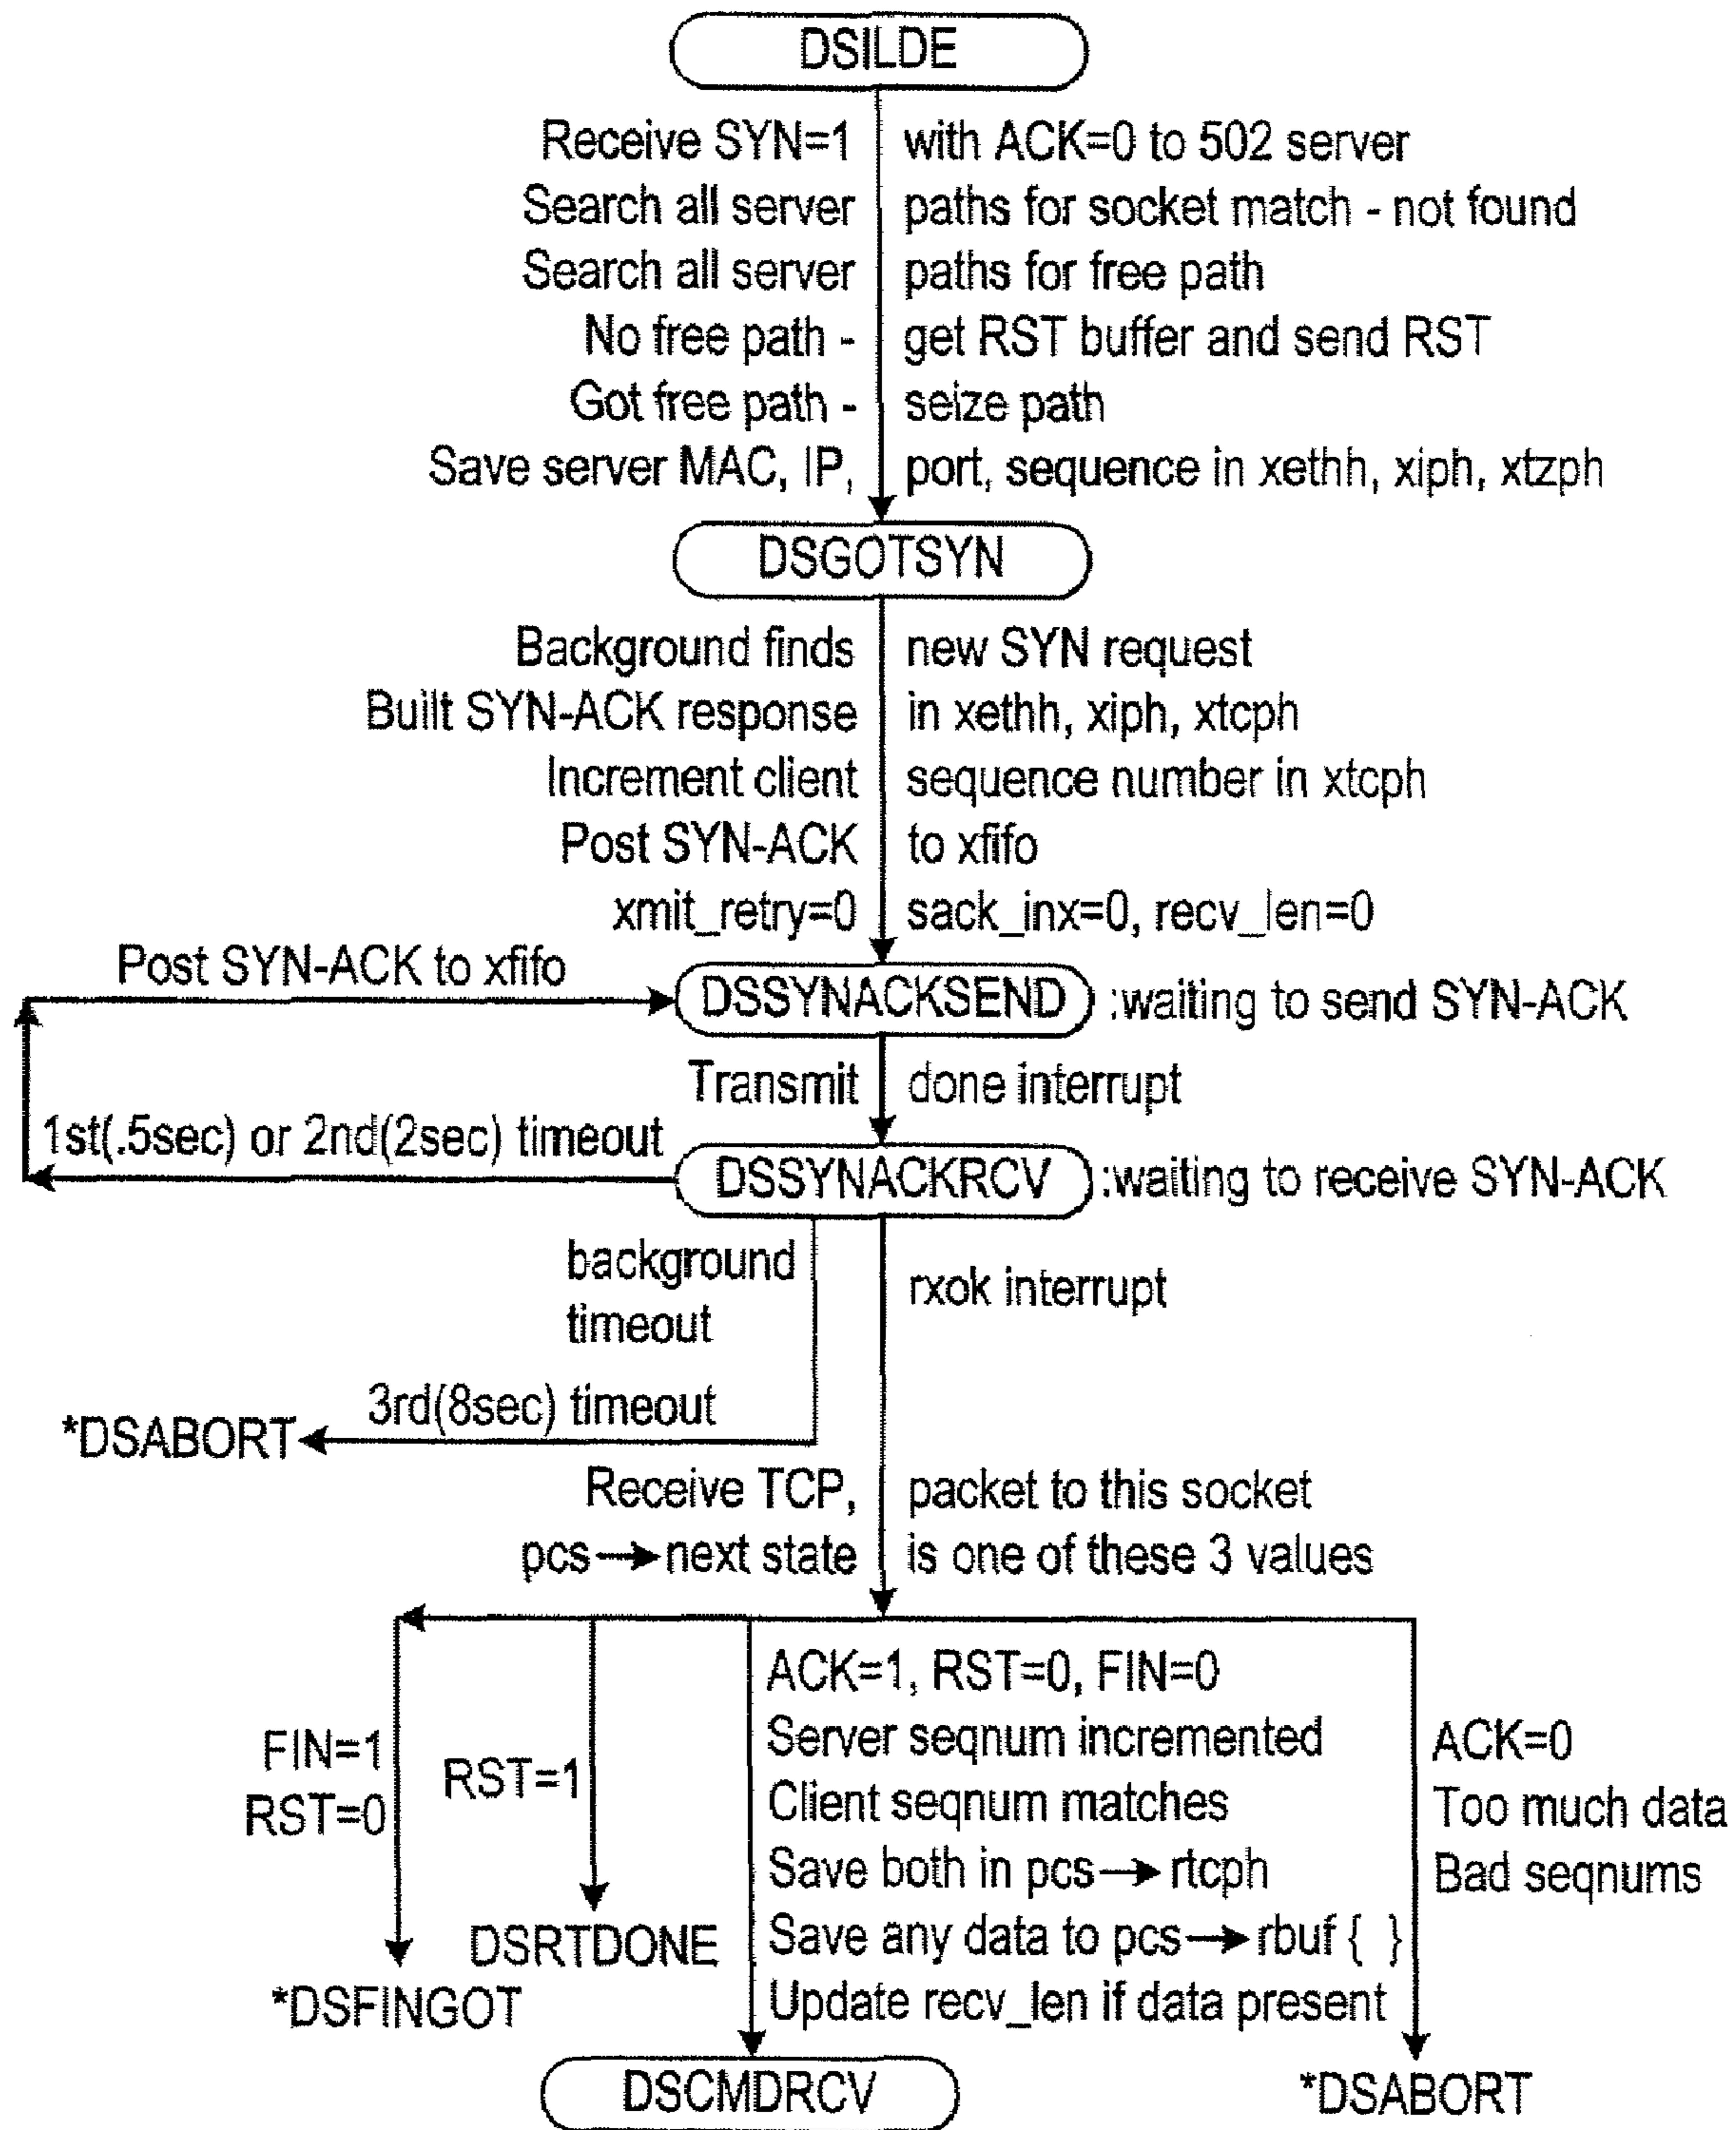 DSILDE
Receive SYN=1 with ACK=0 to 502 server
Search all server paths for socket match - not found
Search all server paths for free path
No free path - get RST buffer and send RST
Got free path - seize path
Save server MAC, IP, port, sequence in xethh, xiph, xtzph
DSGOTSYN
Background finds new SYN request
Built SYN-ACK response in xethh, xiph, xtcph
Increment client sequence number in xtcph
Post SYN-ACK to xfifo
xmit_retry=0 sack_inx=0, recv_len=0
Post SYN-ACK to xfifo
DSSYNACKSEND :waiting to send SYN-ACK
Transmit done interrupt
1st(.5sec) or 2nd(2sec) timeout
DSSYNACKRCV :waiting to receive SYN-ACK
background
timeout
rxok interrupt
3rd(8sec) timeout
*DSABORT
Receive TCP, packet to this socket
pcs→next state is one of these 3 values
FIN=1
RST=0
*DSFINGOT
RST=1
DSRTDONE
ACK=1, RST=0, FIN=0
Server seqnum incremented
Client seqnum matches
Save both in pcs→rtcph
Save any data to pcs→rbuf { }
Update recv_len if data present
DSCMDRCV
ACK=0
Too much data
Bad seqnums
*DSABORT